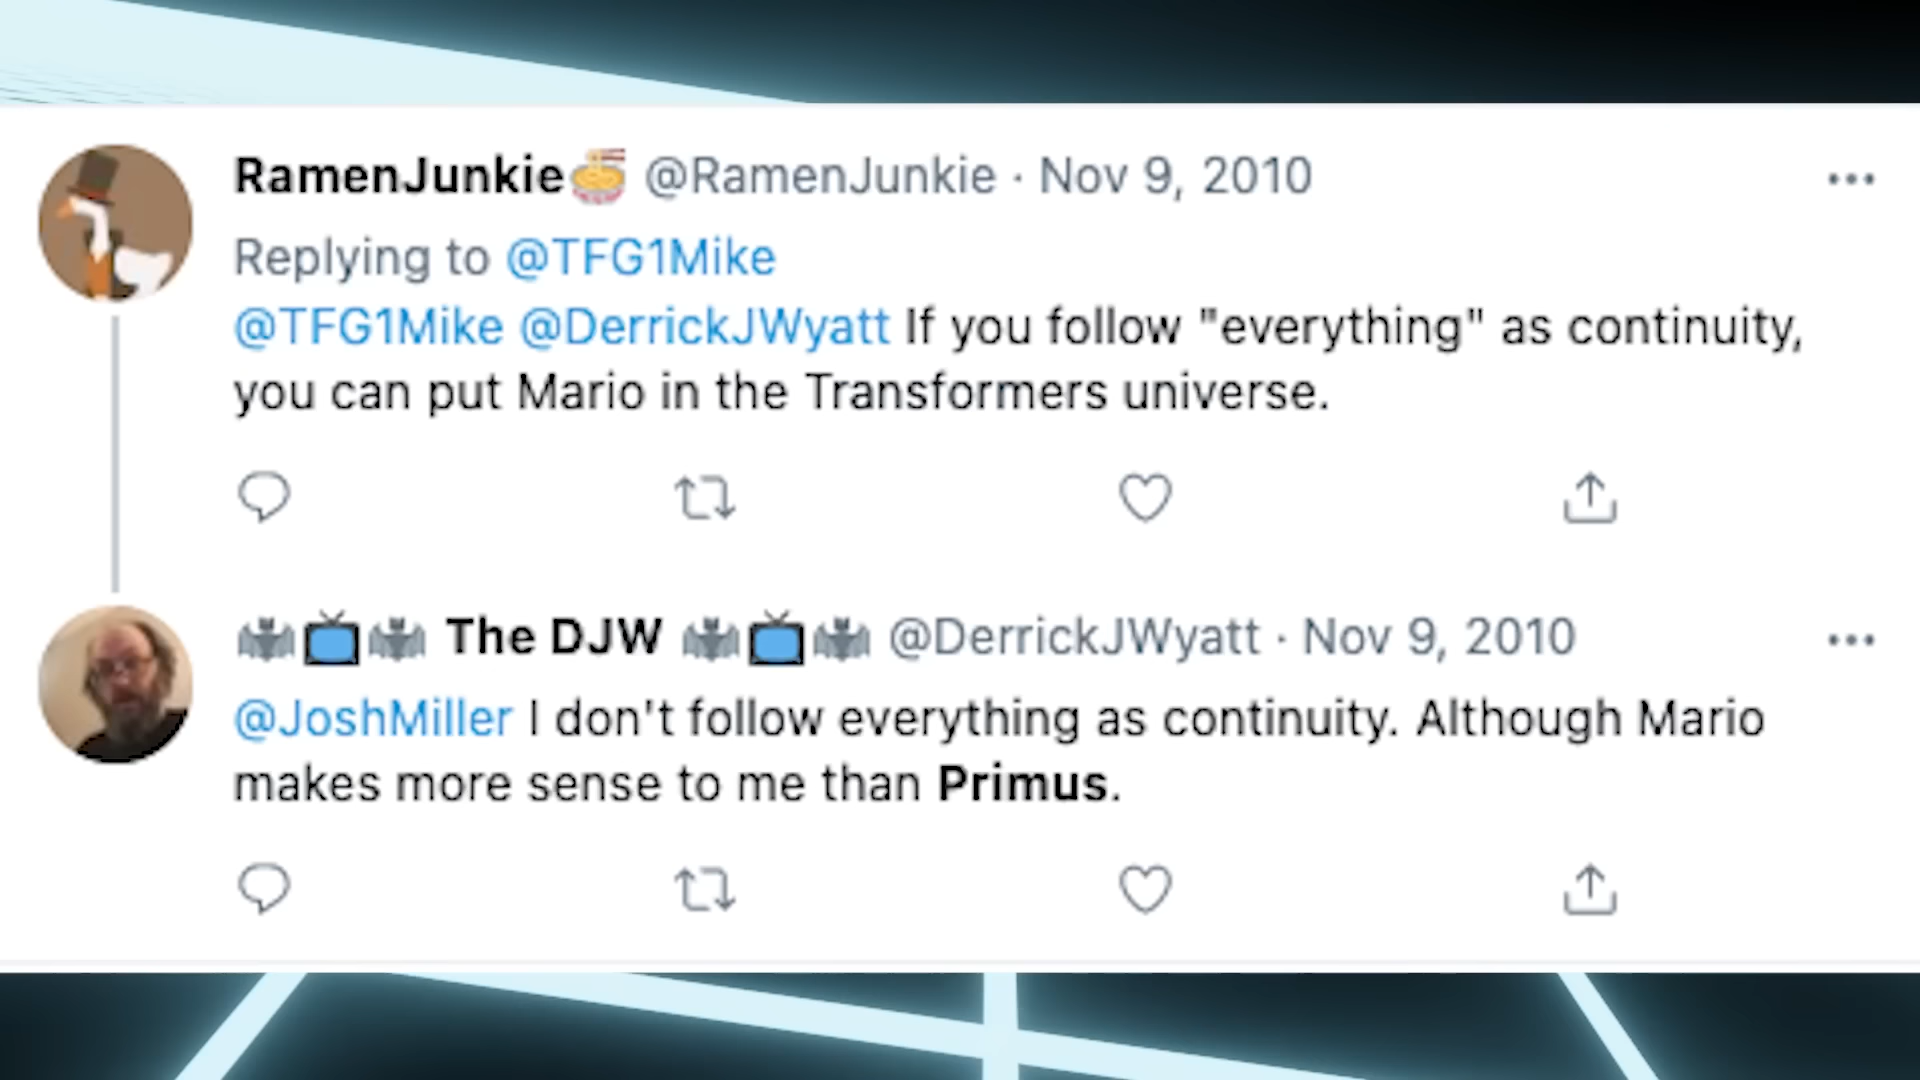 RamenJunkie🍜 @RamenJunkie · Nov 9, 2010
Replying to @TFG1Mike
@TFG1Mike @DerrickJWyatt If you follow "everything" as continuity,
you can put Mario in the Transformers universe.
🦇📺🦇 The DJW 🦇📺🦇 @DerrickJWyatt · Nov 9, 2010
@JoshMiller I don't follow everything as continuity. Although Mario
makes more sense to me than Primus.